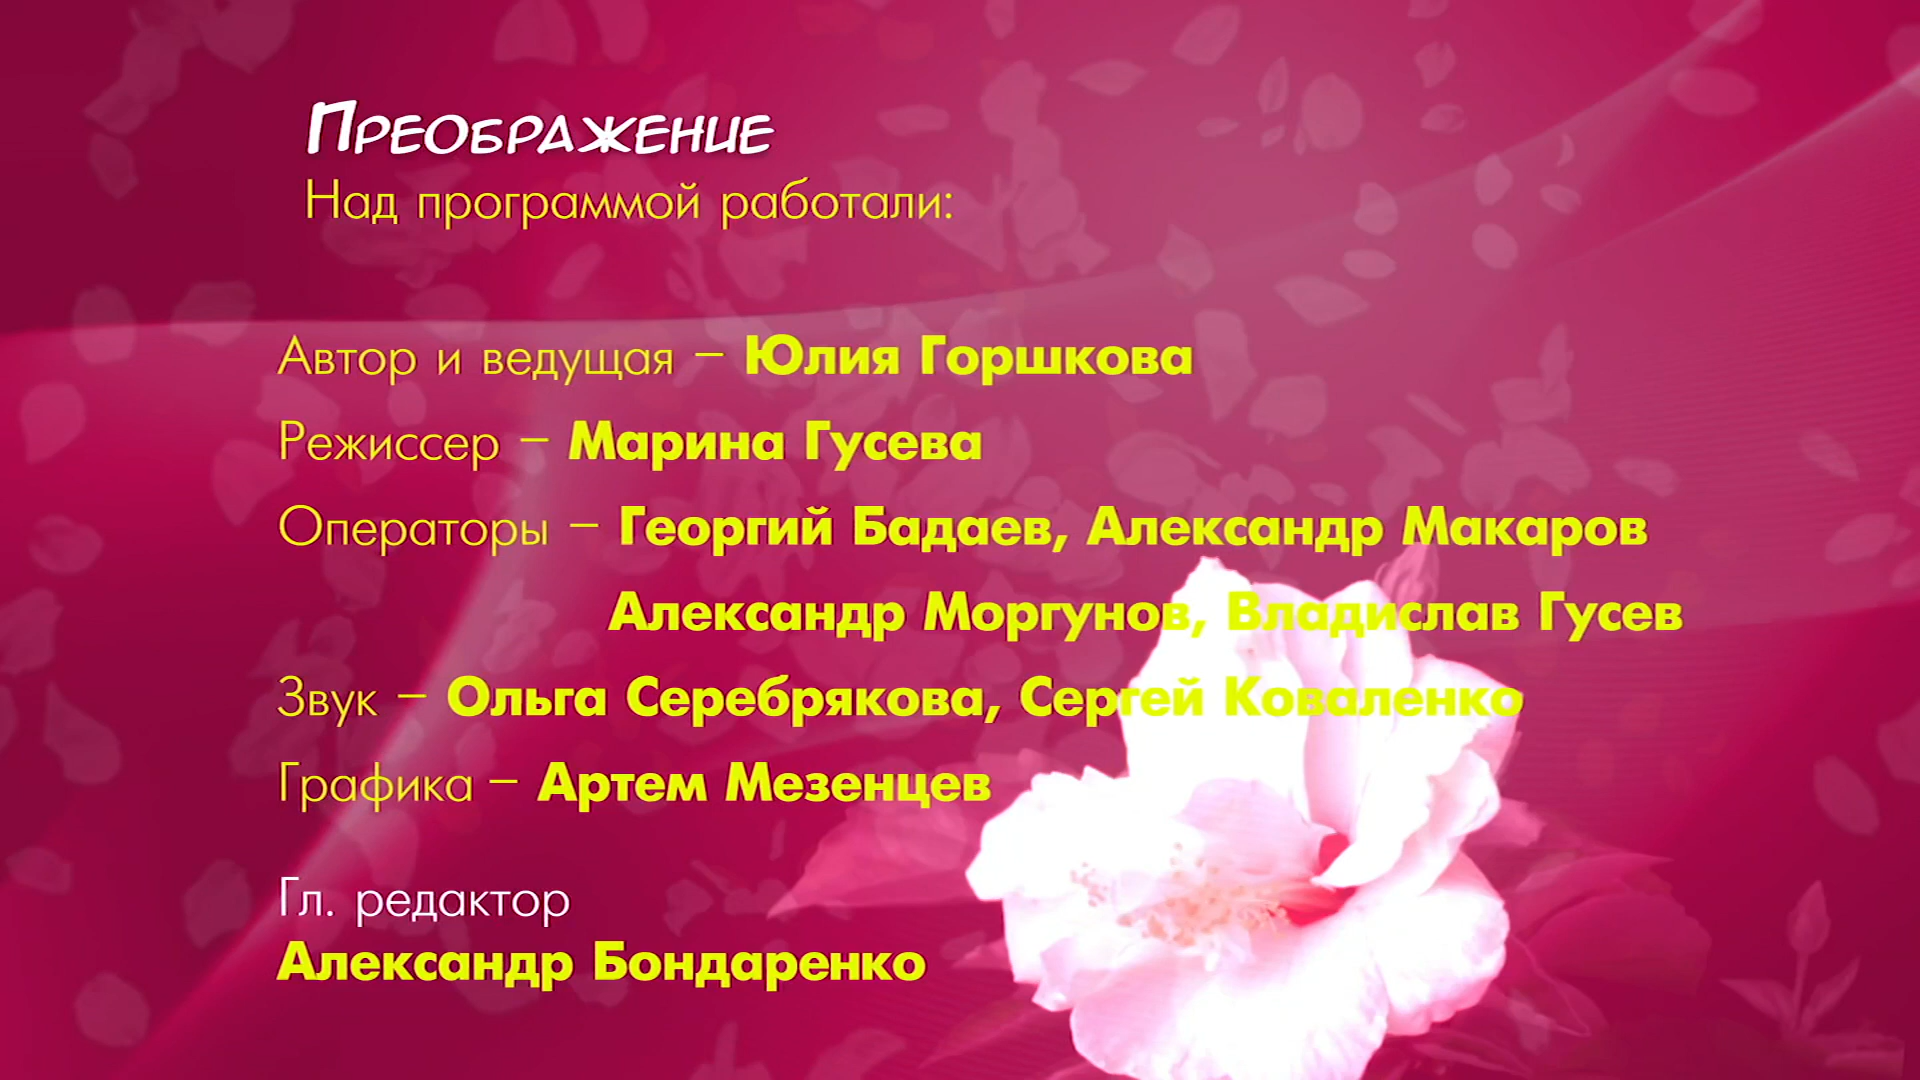 Преображение
Над программой работали:
Автор и ведущая – Юлия Горшкова
Режиссер – Марина Гусева
Операторы – Георгий Бадаев, Александр Макаров
Александр Моргунов, Владислав Гусев
Звук – Ольга Серебрякова, Сергей Коваленко
Графика – Артем Мезенцев
Гл. редактор
Александр Бондаренко